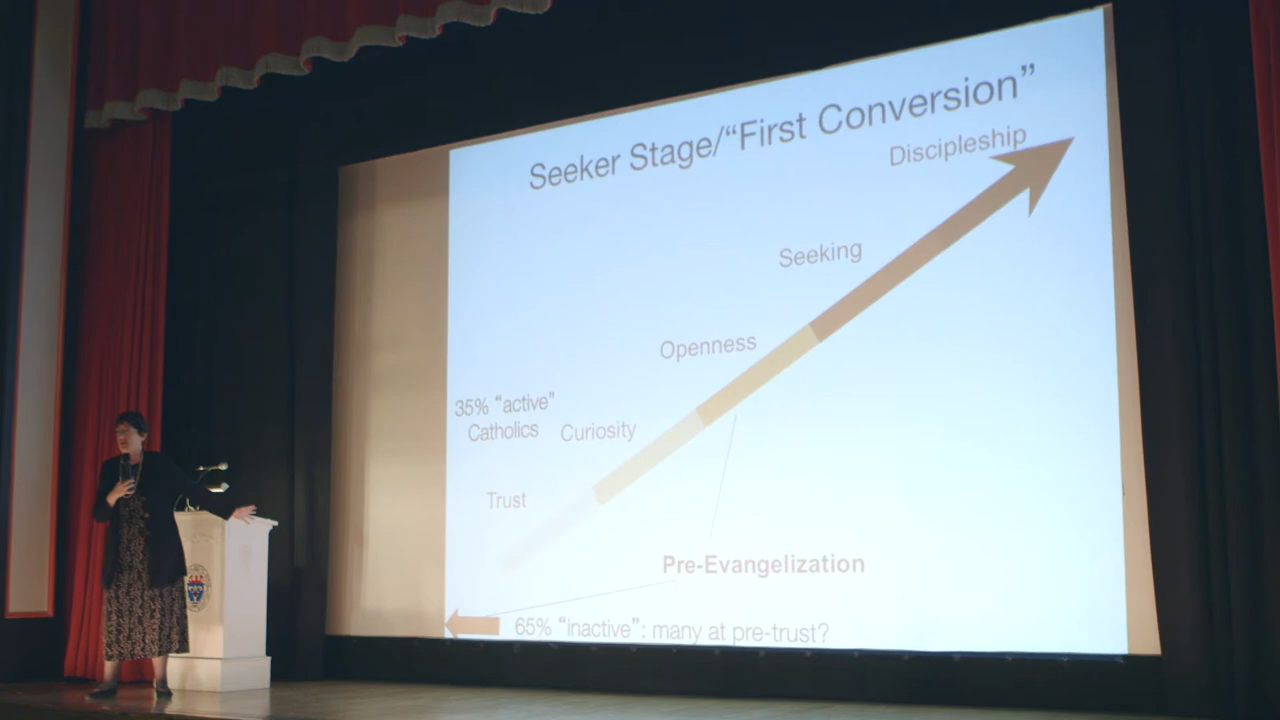 Seeker Stage/“First Conversion”
Discipleship
Seeking
Openness
35% “active”
Catholics
Curiosity
Trust
Pre-Evangelization
65% “inactive”: many at pre-trust?